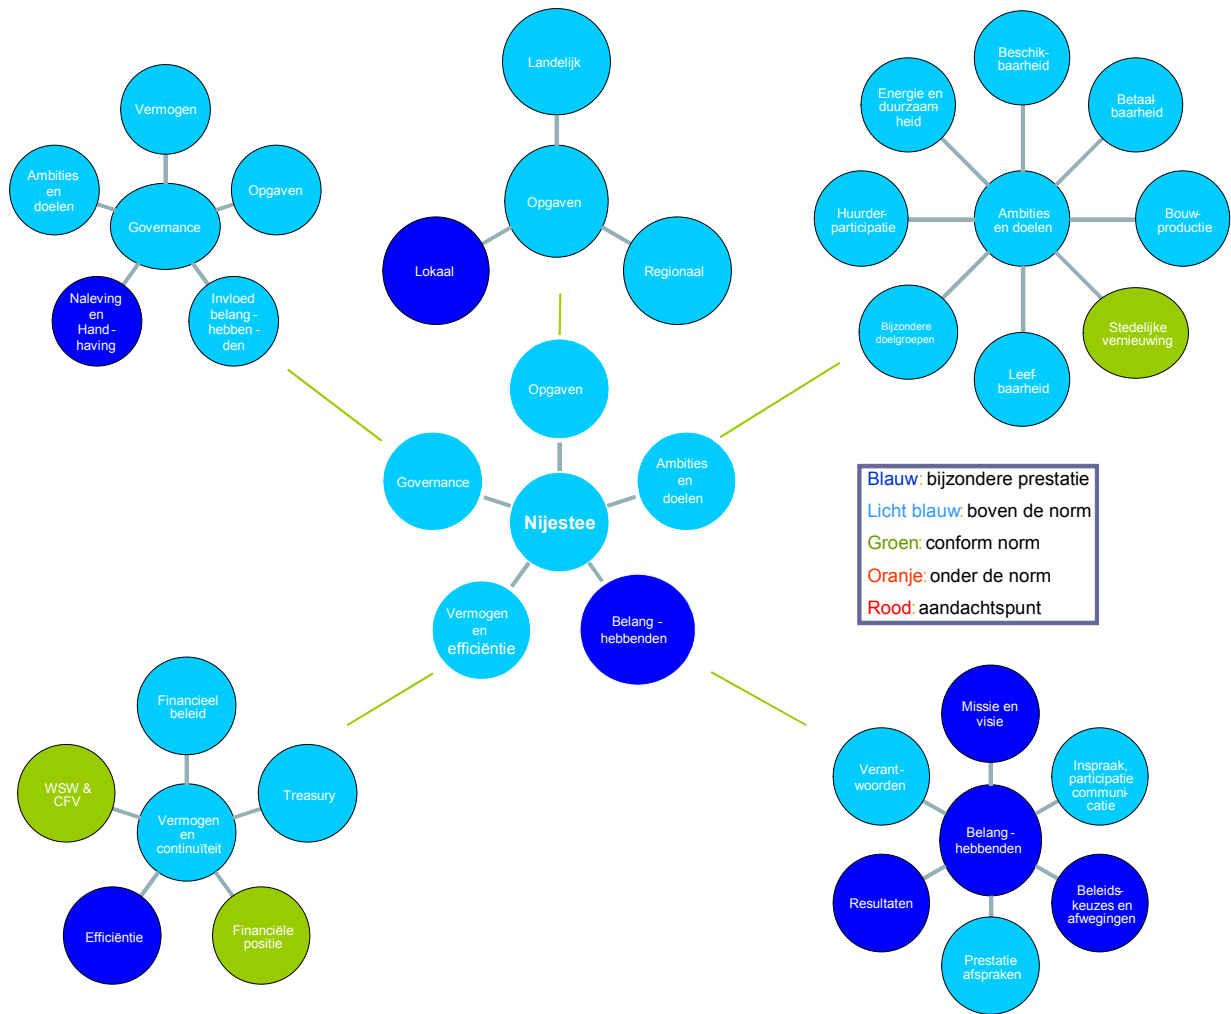 Vermogen
Ambities
en
doelen
Opgaven
Governance
Naleving
en
Hand-
having
Invloed
belang-
hebben-
den
Landelijk
Opgaven
Lokaal
Regionaal
Beschik-
baarheid
Energie en
duurzaam-
heid
Betaal-
baarheid
Huurder-
participatie
Ambities
en doelen
Bouw-
productie
Bijzondere
doelgroepen
Stedelijke
vernieuwing
Leef-
baarheid
Opgaven
Governance
Ambities
en
doelen
Nijestee
Vermogen
en
efficiëntie
Belang-
hebbenden
Blauw: bijzondere prestatie
Licht blauw: boven de norm
Groen: conform norm
Oranje: onder de norm
Rood: aandachtspunt
Financieel
beleid
WSW &
CFV
Treasury
Vermogen
en
continuïteit
Efficiëntie
Financiële
positie
Missie en
visie
Verant-
woorden
Inspraak,
participatie
communi-
catie
Belang-
hebbenden
Resultaten
Beleids-
keuzes en
afwegingen
Prestatie
afspraken